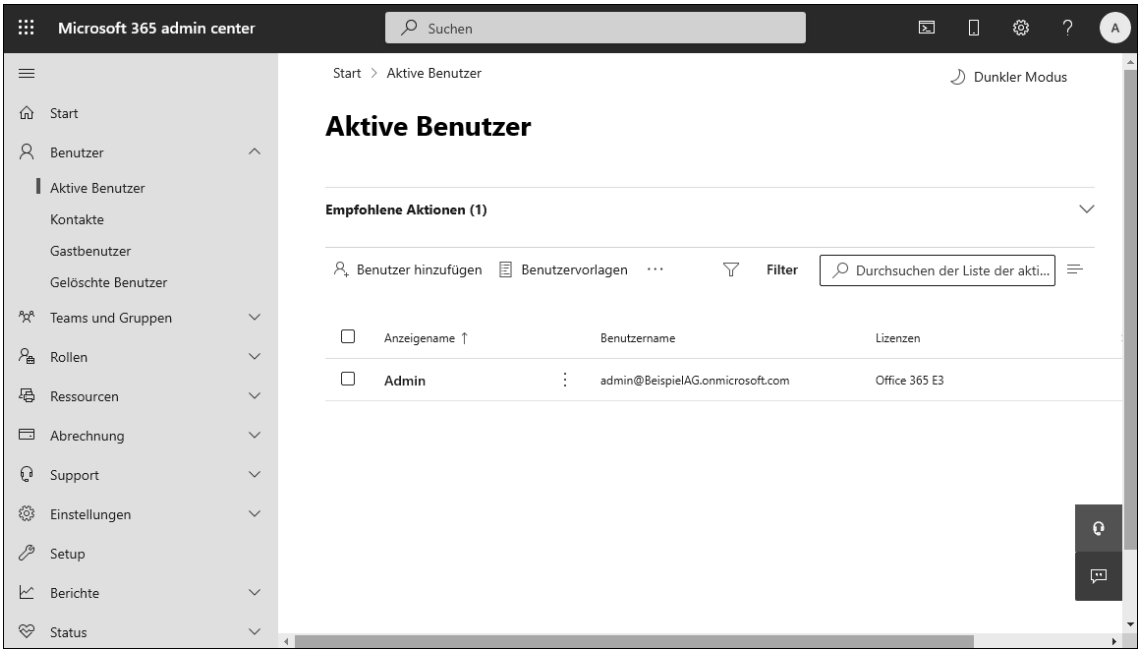 Microsoft 365 admin center
Suchen
A
Start > Aktive Benutzer
Dunkler Modus
Start
Aktive Benutzer
Benutzer
Aktive Benutzer
Kontakte
Gastbenutzer
Gelöschte Benutzer
Teams und Gruppen
Rollen
Ressourcen
Abrechnung
Support
Einstellungen
Setup
Berichte
Status
Empfohlene Aktionen (1)
Benutzer hinzufügen Benutzervorlagen ... Filter Durchsuchen der Liste der akti...
Anzeigename ↑ Benutzername Lizenzen
Admin admin@BeispielAG.onmicrosoft.com Office 365 E3